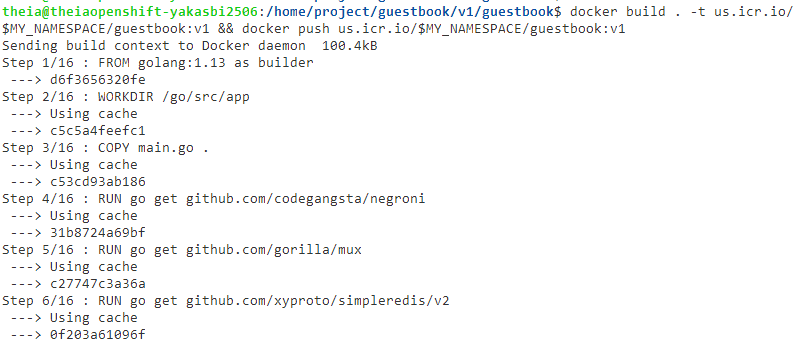 theia@theiaopenshift-yakasbi2506:/home/project/guestbook/v1/guestbook$ docker build . -t us.icr.io/
$MY_NAMESPACE/guestbook:v1 && docker push us.icr.io/$MY_NAMESPACE/guestbook:v1
Sending build context to Docker daemon  100.4kB
Step 1/16 : FROM golang:1.13 as builder
 ---> d6f3656320fe
Step 2/16 : WORKDIR /go/src/app
 ---> Using cache
 ---> c5c5a4feefc1
Step 3/16 : COPY main.go .
 ---> Using cache
 ---> c53cd93ab186
Step 4/16 : RUN go get github.com/codegangsta/negroni
 ---> Using cache
 ---> 31b8724a69bf
Step 5/16 : RUN go get github.com/gorilla/mux
 ---> Using cache
 ---> c27747c3a36a
Step 6/16 : RUN go get github.com/xyproto/simpleredis/v2
 ---> Using cache
 ---> 0f203a61096f